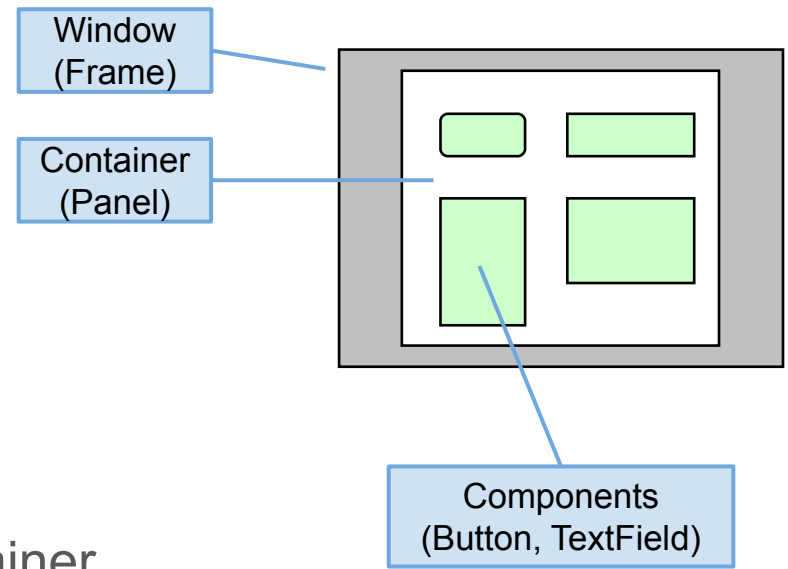 Window
(Frame)
Container
(Panel)
Components
(Button, TextField)